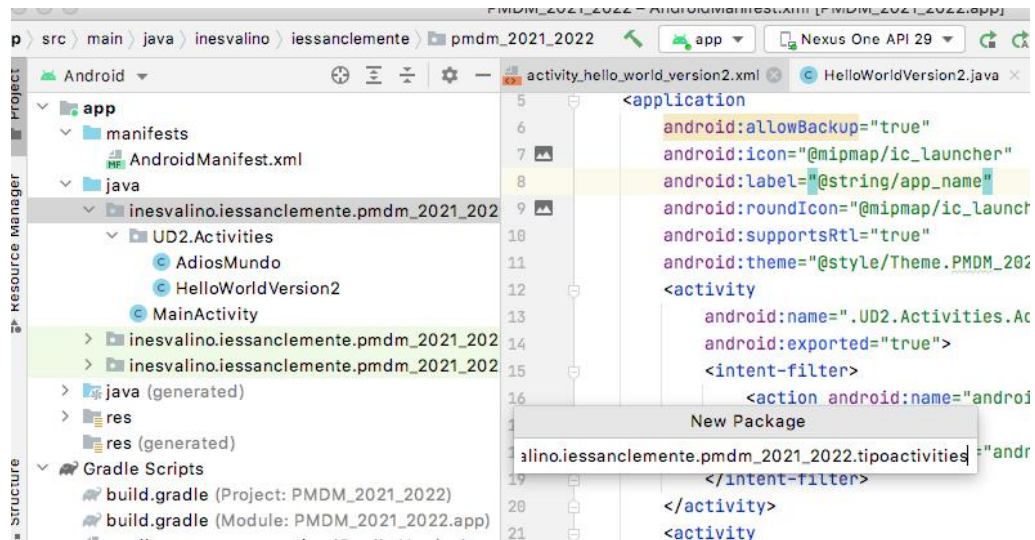 PMDM_2021_2022 – AndroidManifest.xml [PMDM_2021_2022.app]
src main java inesvalino iessanclemente pmdm_2021_2022 app Nexus One API 29
Project
Android
activity_hello_world_version2.xml HelloWorldVersion2.java
app
manifests
AndroidManifest.xml
java
inesvalino.iessanclemente.pmdm_2021_202
UD2.Activities
AdiosMundo
HelloWorldVersion2
MainActivity
inesvalino.iessanclemente.pmdm_2021_202
inesvalino.iessanclemente.pmdm_2021_202
java (generated)
res
res (generated)
Gradle Scripts
build.gradle (Project: PMDM_2021_2022)
build.gradle (Module: PMDM_2021_2022.app)
Resource Manager
Structure
5 <application
6 android:allowBackup="true"
7 android:icon="@mipmap/ic_launcher"
8 android:label="@string/app_name"
9 android:roundIcon="@mipmap/ic_launch
10 android:supportsRtl="true"
11 android:theme="@style/Theme.PMDM_202
12 <activity
13 android:name=".UD2.Activities.Ad
14 android:exported="true">
15 <intent-filter>
16 <action android:name="androi
New Package
alino.iessanclemente.pmdm_2021_2022.tipoactivities
="andr
19 </intent-filter>
20 </activity>
21 <activity